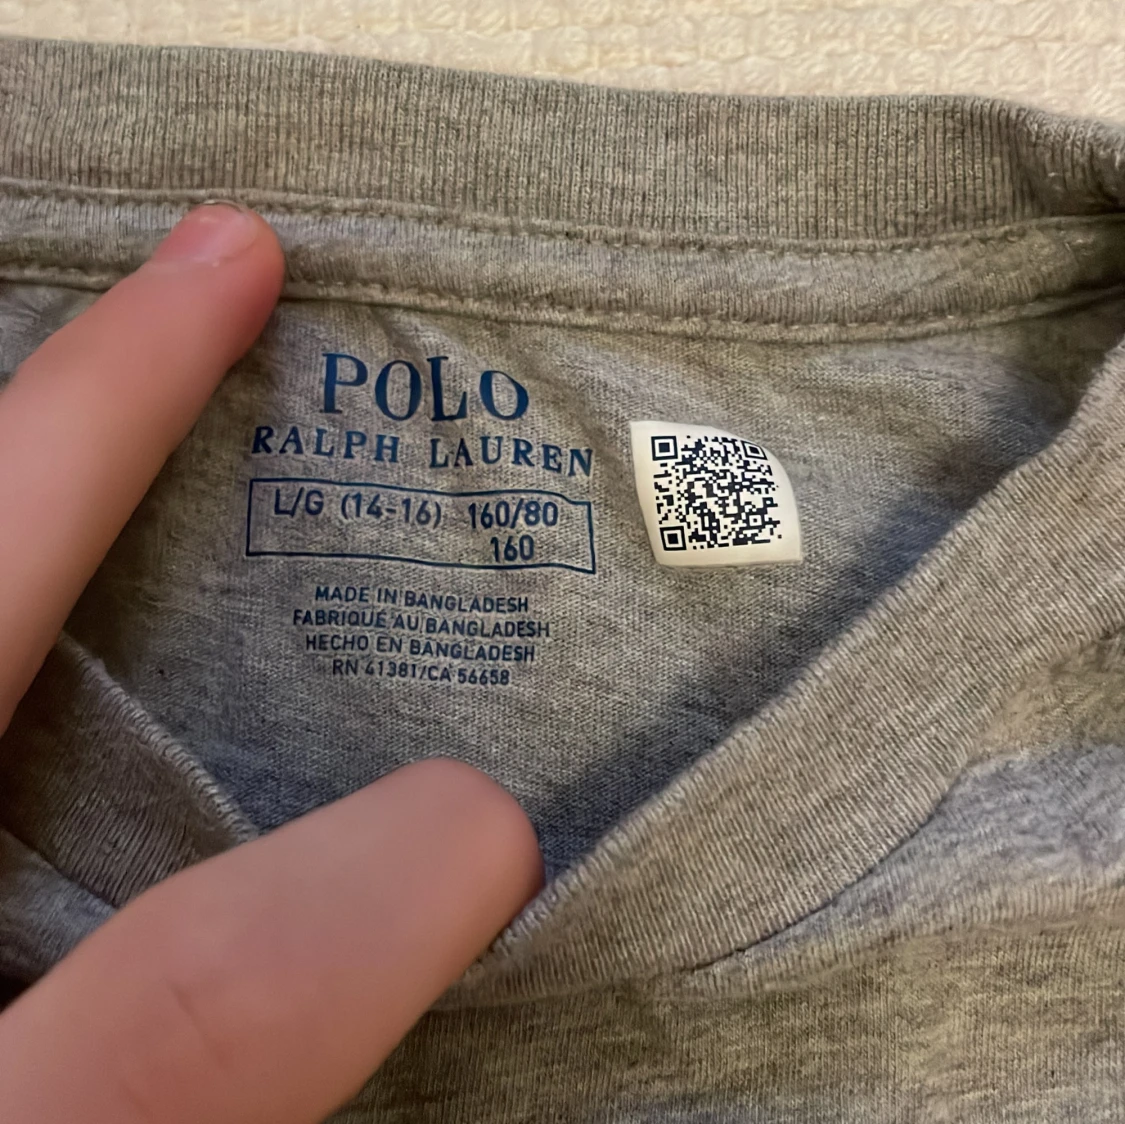 POLO
RALPH LAUREN
L/G (14-16) 160/80
160
MADE IN BANGLADESH
FABRIQUÉ AU BANGLADESH
HECHO EN BANGLADESH
RN 41381/CA 56658